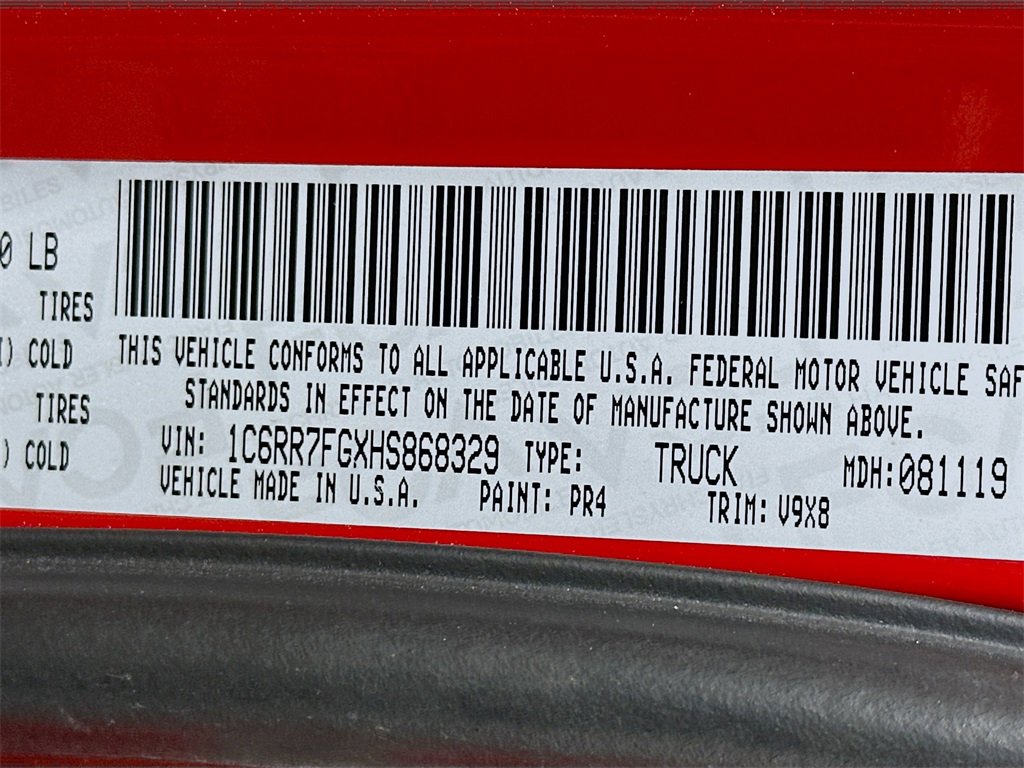 0 LB
TIRES
) COLD
TIRES
) COLD
THIS VEHICLE CONFORMS TO ALL APPLICABLE U.S.A. FEDERAL MOTOR VEHICLE SAF
STANDARDS IN EFFECT ON THE DATE OF MANUFACTURE SHOWN ABOVE.
VIN: 1C6RR7FGXHS868329 TYPE: TRUCK MDH:081119
VEHICLE MADE IN U.S.A. PAINT: PR4 TRIM: V9X8